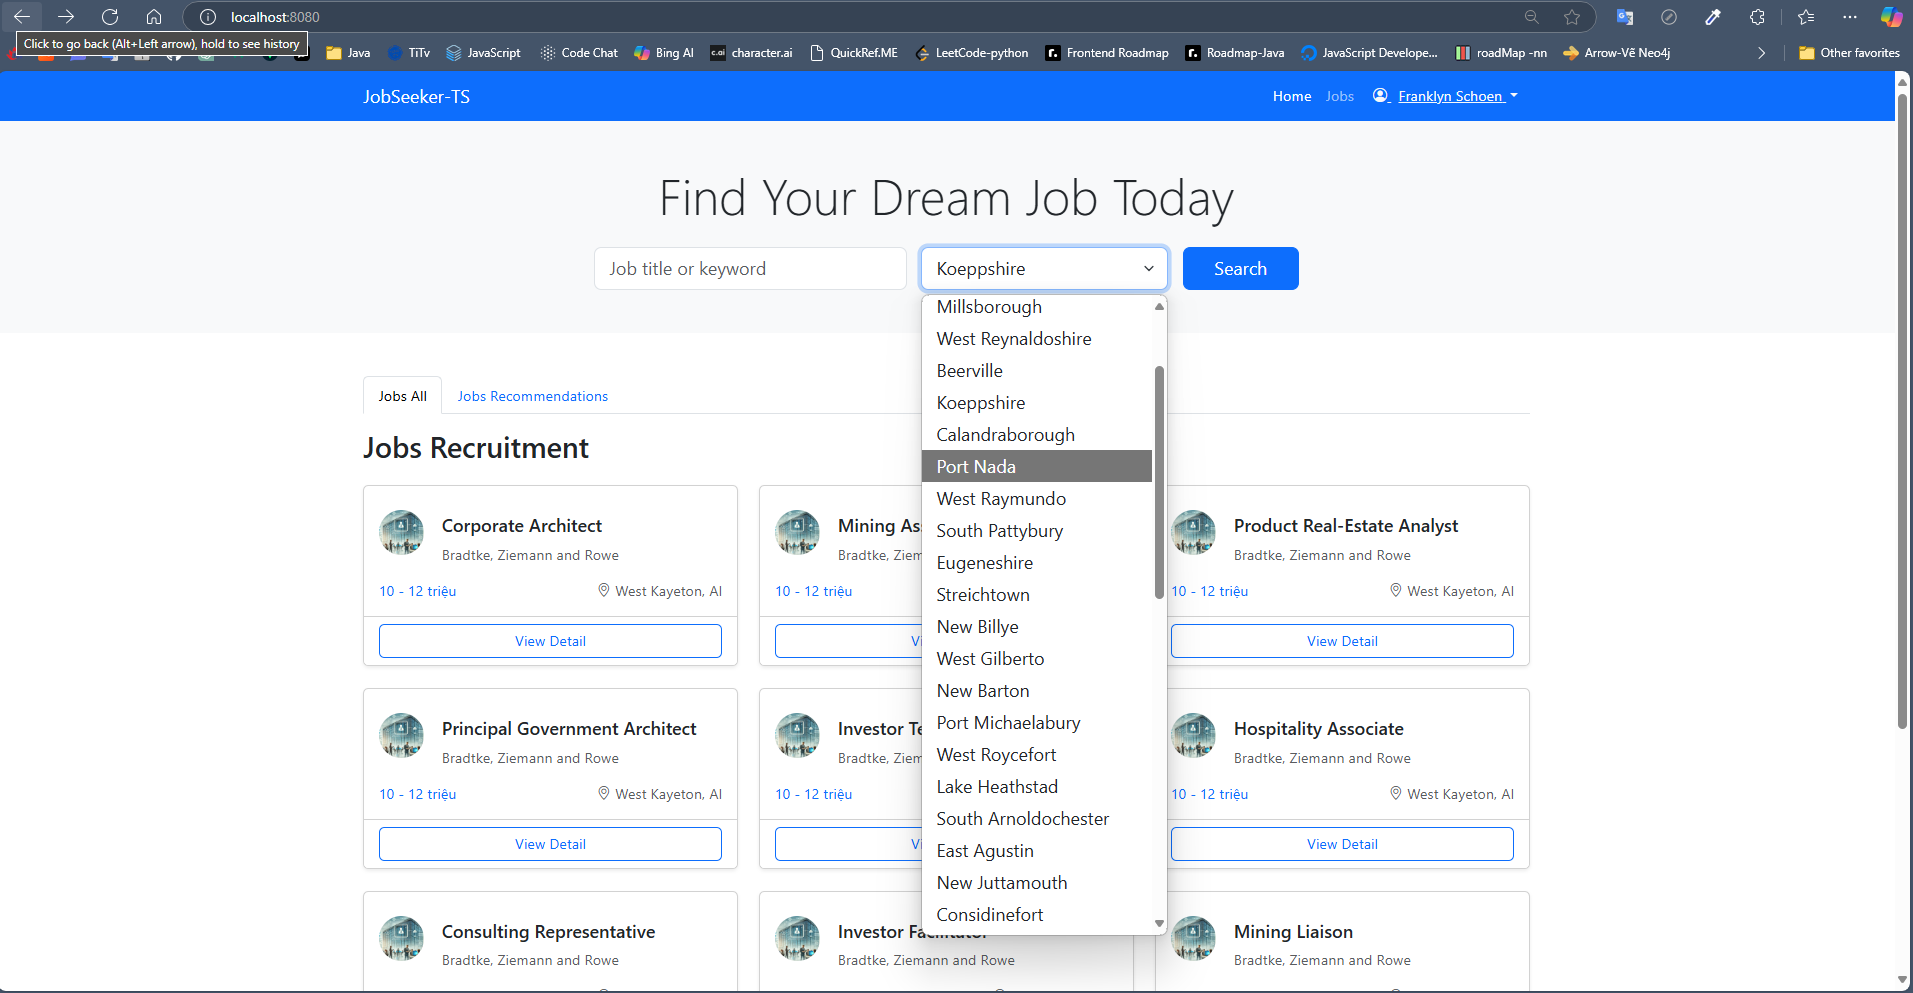 localhost:8080
Click to go back (Alt+Left arrow), hold to see history
Java
TiTv
JavaScript
Code Chat
Bing AI
character.ai
QuickRef.ME
LeetCode-python
Frontend Roadmap
Roadmap-Java
JavaScript Develope...
roadMap -nn
Arrow-Vẽ Neo4j
Other favorites
JobSeeker-TS
Home
Jobs
Franklyn Schoen
Find Your Dream Job Today
Job title or keyword
Koeppshire
Search
Millsborough
West Reynaldoshire
Beerville
Koeppshire
Calandraborough
Port Nada
West Raymundo
South Pattybury
Eugeneshire
Streichtown
New Billye
West Gilberto
New Barton
Port Michaelabury
West Roycefort
Lake Heathstad
South Arnoldochester
East Agustin
New Juttamouth
Considinefort
Jobs All
Jobs Recommendations
Jobs Recruitment
Corporate Architect
Bradtke, Ziemann and Rowe
10 - 12 triệu
West Kayeton, Al
View Detail
Mining
Bradtke,
10 - 12 triệu
Product Real-Estate Analyst
Bradtke, Ziemann and Rowe
10 - 12 triệu
West Kayeton, Al
View Detail
Principal Government Architect
Bradtke, Ziemann and Rowe
10 - 12 triệu
West Kayeton, Al
View Detail
Investor
Bradtke,
10 - 12 triệu
Hospitality Associate
Bradtke, Ziemann and Rowe
10 - 12 triệu
West Kayeton, Al
View Detail
Consulting Representative
Bradtke, Ziemann and Rowe
Investor Facilitator
Bradtke, Ziemann and Rowe
Mining Liaison
Bradtke, Ziemann and Rowe